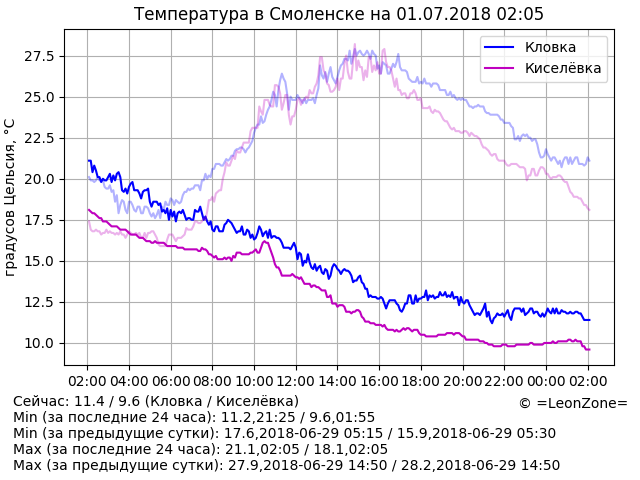 Температура в Смоленске на 01.07.2018 02:05
градусов Цельсия, °C
27.5
25.0
22.5
20.0
17.5
15.0
12.5
10.0
Кловка
Киселёвка
02:00 04:00 06:00 08:00 10:00 12:00 14:00 16:00 18:00 20:00 22:00 00:00 02:00
Сейчас: 11.4 / 9.6 (Кловка / Киселёвка)
© =LeonZone=
Min (за последние 24 часа): 11.2,21:25 / 9.6,01:55
Min (за предыдущие сутки): 17.6,2018-06-29 05:15 / 15.9,2018-06-29 05:30
Max (за последние 24 часа): 21.1,02:05 / 18.1,02:05
Max (за предыдущие сутки): 27.9,2018-06-29 14:50 / 28.2,2018-06-29 14:50